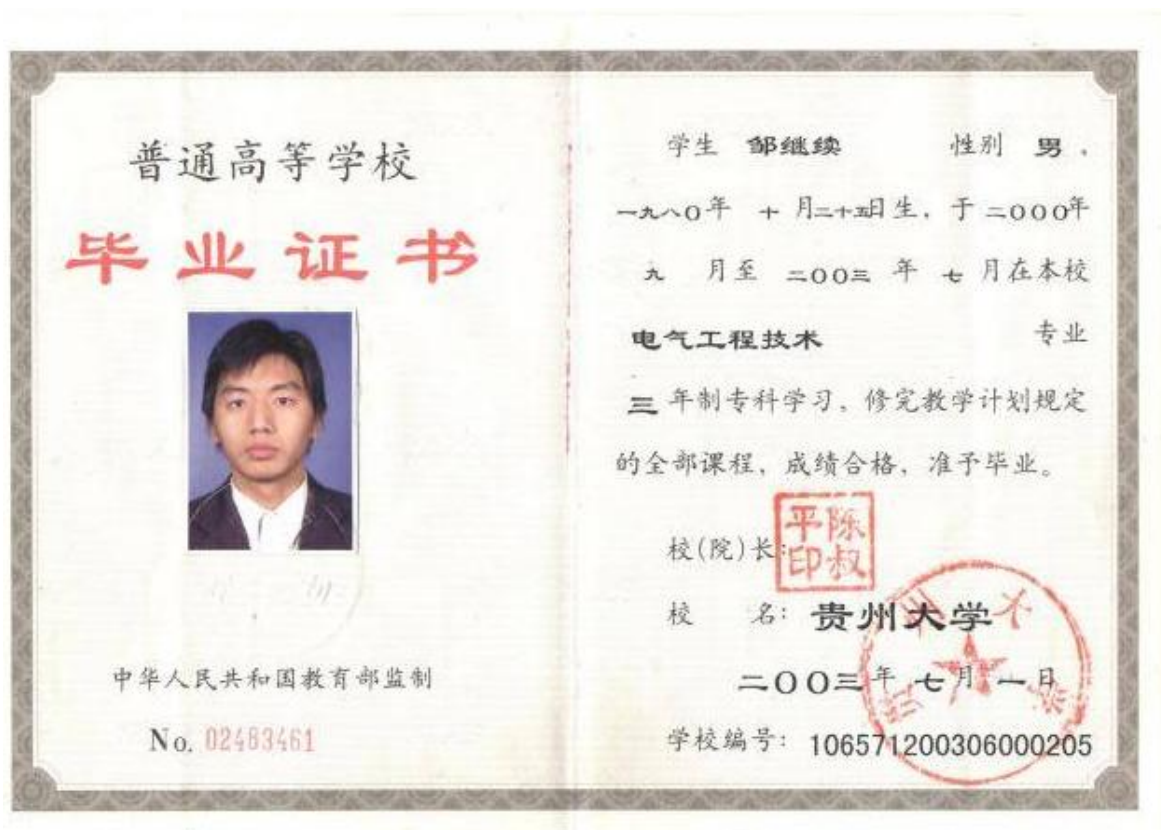 普通高等学校
毕业证书
中华人民共和国教育部监制
No. 02483461
学生 邹继续 性别 男,
一九八〇年 十 月二十五日生, 于 二〇〇〇年
九 月至 二〇〇三 年 七 月在本校
电气工程技术 专业
三 年制专科学习, 修完教学计划规定
的全部课程, 成绩合格, 准予毕业。
校(院)长:
陈叔平印
校 名: 贵州大学
二〇〇三年 七月 一日
学校编号: 106571200306000205